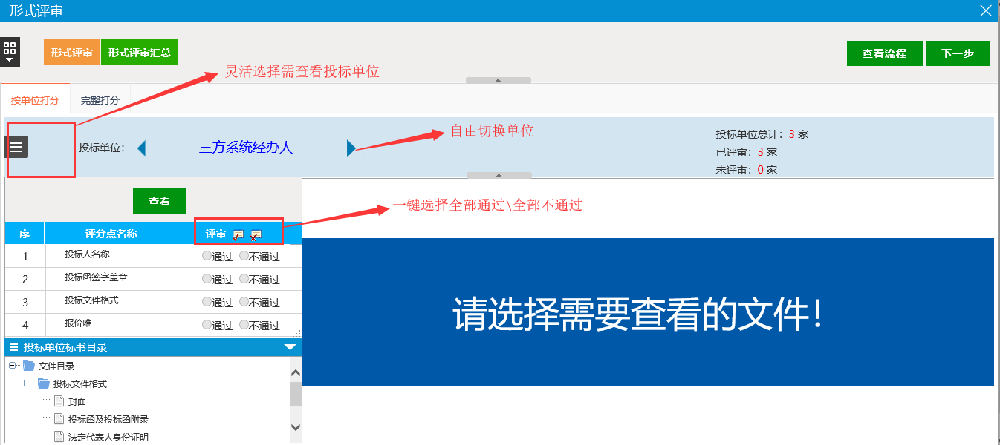 形式评审
形式评审 形式评审汇总 查看流程 下一步
灵活选择需查看投标单位
按单位打分 完整打分
自由切换单位
投标单位： 三方系统经办人
投标单位总计：3 家
已评审：3 家
未评审：0 家
查看
一键选择全部通过\全部不通过
序 评分点名称 评审
1 投标人名称 通过 不通过
2 投标函签字盖章 通过 不通过
3 投标文件格式 通过 不通过
4 报价唯一 通过 不通过
请选择需要查看的文件！
投标单位标书目录
文件目录
投标文件格式
封面
投标函及投标函附录
法定代表人身份证明